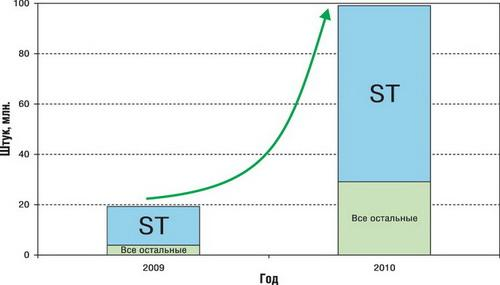 100
80
60
40
20
0
Штук, млн.
ST
Все остальные
ST
Все остальные
2009
2010
Год